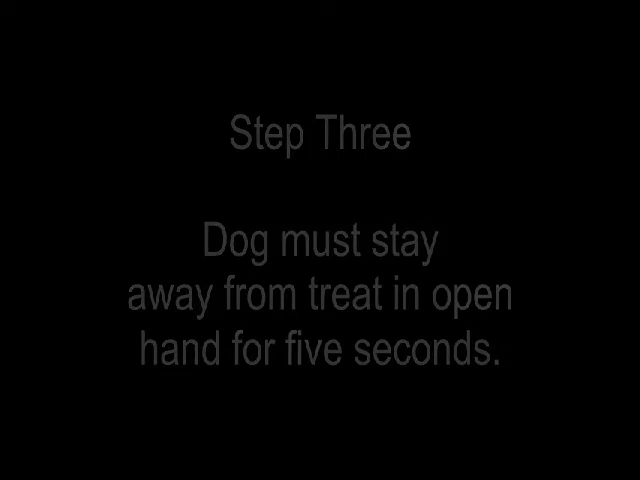 Step Three
Dog must stay
away from treat in open
hand for five seconds.